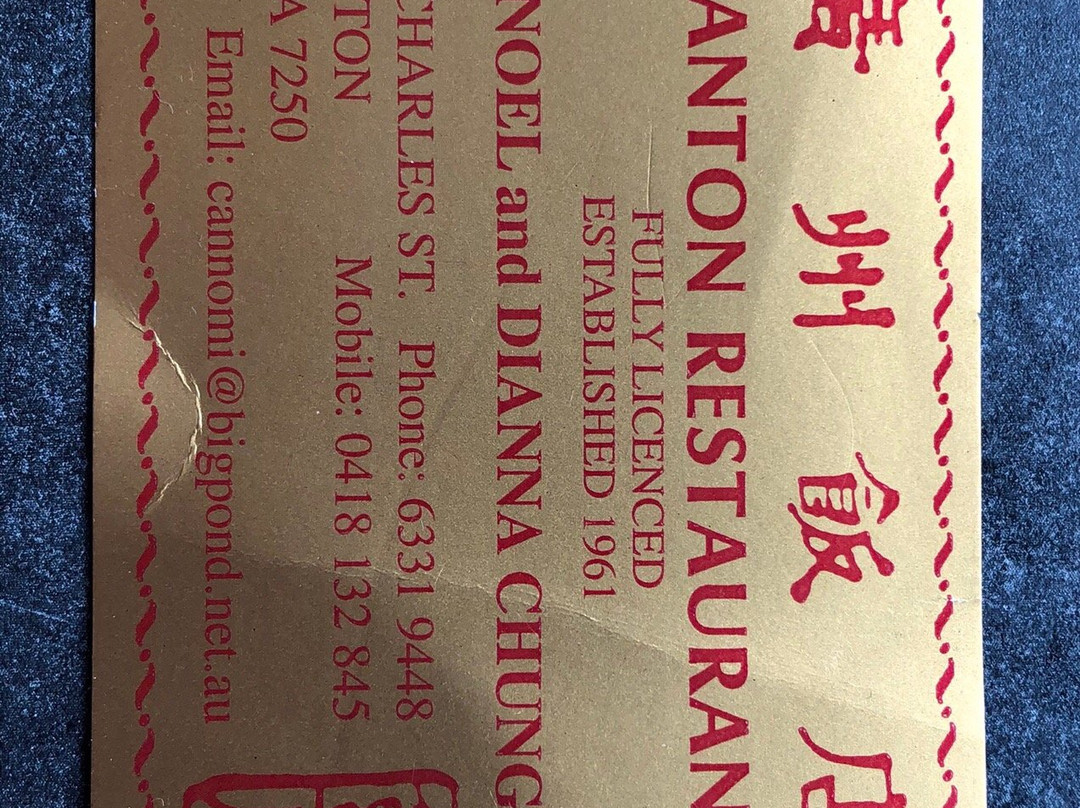 州飯
ANTON RESTAURAN
FULLY LICENCED
ESTABLISHED 1961
NOEL and DIANNA CHUNG
CHARLES ST. Phone: 6331 9448
TON Mobile: 0418 132 845
A 7250
Email: cannomi@bigpond.net.au